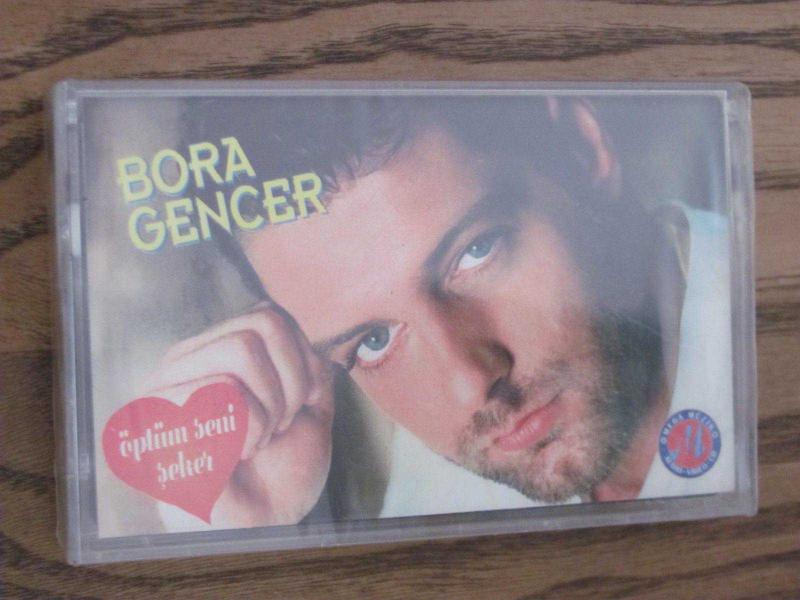 BORA
GENCER
öptüm seni
şeker